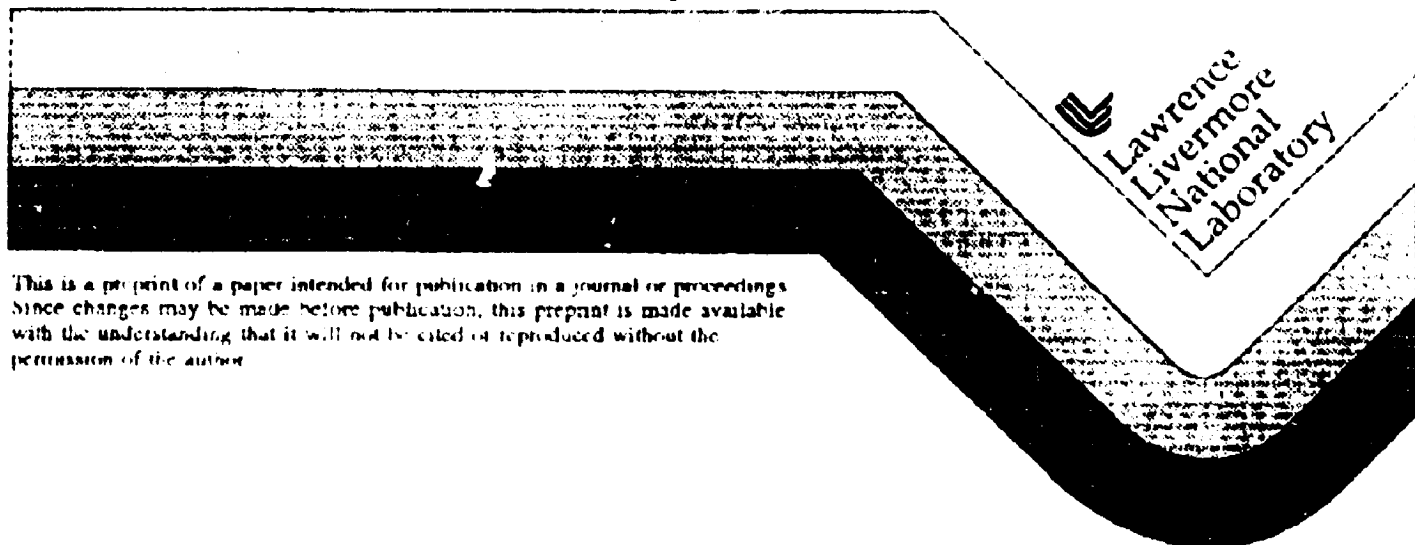 Lawrence
Livermore
National
Laboratory
This is a preprint of a paper intended for publication in a journal or proceedings
Since changes may be made before publication, this preprint is made available
with the understanding that it will not be cited or reproduced without the
permission of the author